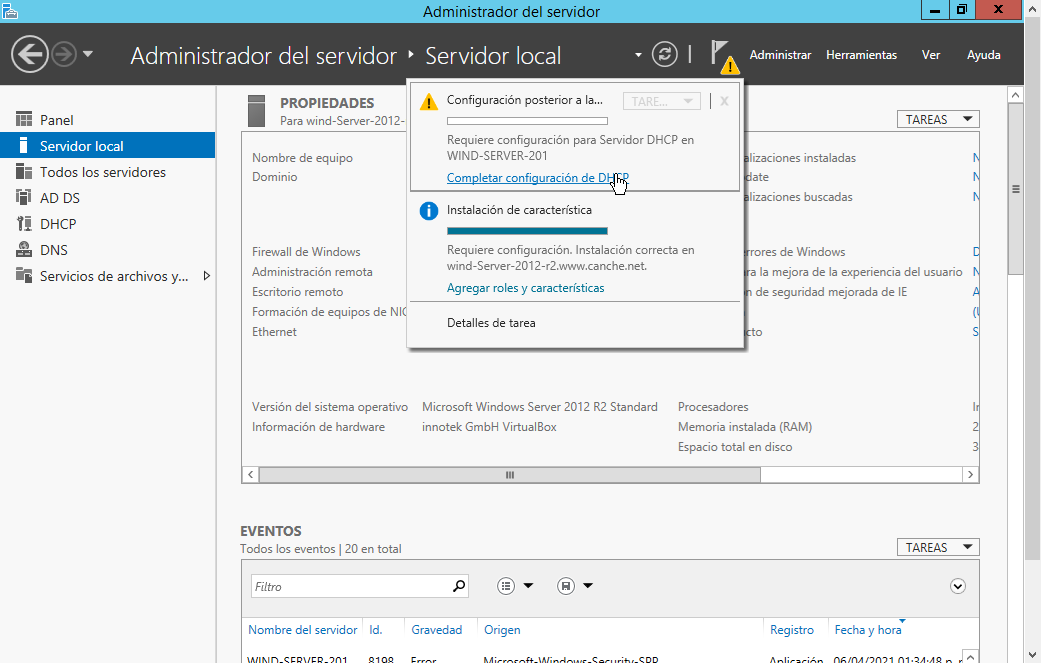 Administrador del servidor
Administrador del servidor ‣ Servidor local
Administrar Herramientas Ver Ayuda
Panel
Servidor local
Todos los servidores
AD DS
DHCP
DNS
Servicios de archivos y...
PROPIEDADES
Para wind-Server-2012-
TAREAS
Configuración posterior a la...
TARE...
X
Requiere configuración para Servidor DHCP en
WIND-SERVER-201
Completar configuración de DHCP
Instalación de característica
Requiere configuración. Instalación correcta en
wind-Server-2012-r2.www.canche.net.
Agregar roles y características
Detalles de tarea
Nombre de equipo
Dominio
alizaciones instaladas
date
alizaciones buscadas
Firewall de Windows
Administración remota
Escritorio remoto
Formación de equipos de NIC
Ethernet
rrores de Windows
ara la mejora de la experiencia del usuario
n de seguridad mejorada de IE
cto
Versión del sistema operativo Microsoft Windows Server 2012 R2 Standard
Información de hardware innotek GmbH VirtualBox
Procesadores
Memoria instalada (RAM)
Espacio total en disco
EVENTOS
Todos los eventos | 20 en total
TAREAS
Filtro
Nombre del servidor Id. Gravedad Origen Registro Fecha y hora
WIND-SERVER-201 8198 Error Microsoft-Windows-Security-SPP Aplicación 06/04/2021 01:34:48 p.